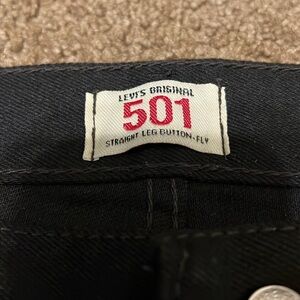 LEVI'S ORIGINAL
501
STRAIGHT LEG BUTTON-FLY